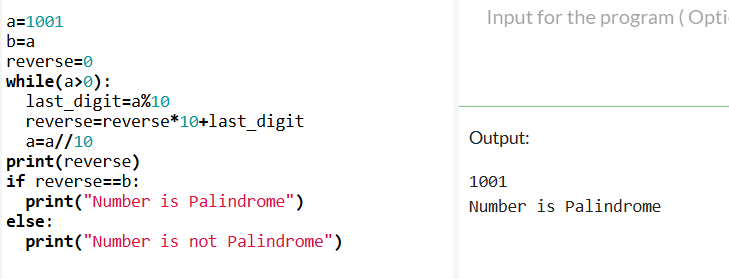 a=1001
b=a
reverse=0
while(a>0):
  last_digit=a%10
  reverse=reverse*10+last_digit
  a=a//10
print(reverse)
if reverse==b:
  print("Number is Palindrome")
else:
  print("Number is not Palindrome")
Input for the program ( Opti
Output:
1001
Number is Palindrome